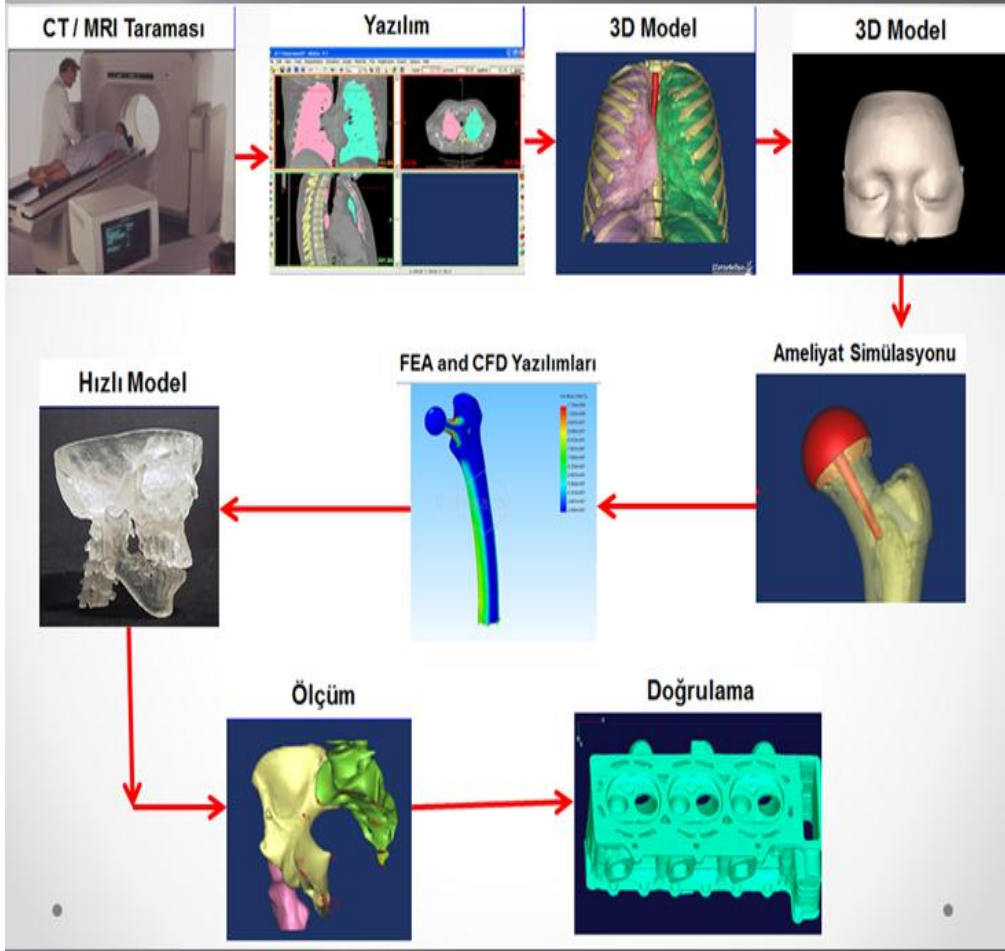 CT / MRI Taraması
Yazılım
3D Model
3D Model
Ameliyat Simülasyonu
FEA and CFD Yazılımları
Hızlı Model
Ölçüm
Doğrulama